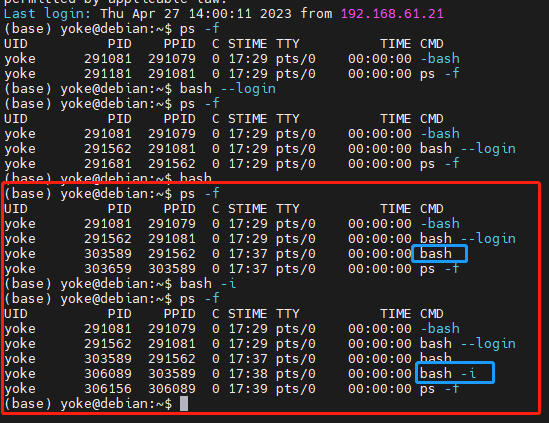 permitted by applicable law.
Last login: Thu Apr 27 14:00:11 2023 from 192.168.61.21
(base) yoke@debian:~$ ps -f
UID          PID    PPID  C STIME TTY          TIME CMD
yoke      291081  291079  0 17:29 pts/0    00:00:00 -bash
yoke      291181  291081  0 17:29 pts/0    00:00:00 ps -f
(base) yoke@debian:~$ bash --login
(base) yoke@debian:~$ ps -f
UID          PID    PPID  C STIME TTY          TIME CMD
yoke      291081  291079  0 17:29 pts/0    00:00:00 -bash
yoke      291562  291081  0 17:29 pts/0    00:00:00 bash --login
yoke      291681  291562  0 17:29 pts/0    00:00:00 ps -f
(base) yoke@debian:~$ bash
(base) yoke@debian:~$ ps -f
UID          PID    PPID  C STIME TTY          TIME CMD
yoke      291081  291079  0 17:29 pts/0    00:00:00 -bash
yoke      291562  291081  0 17:29 pts/0    00:00:00 bash --login
yoke      303589  291562  0 17:37 pts/0    00:00:00 bash
yoke      303659  303589  0 17:37 pts/0    00:00:00 ps -f
(base) yoke@debian:~$ bash -i
(base) yoke@debian:~$ ps -f
UID          PID    PPID  C STIME TTY          TIME CMD
yoke      291081  291079  0 17:29 pts/0    00:00:00 -bash
yoke      291562  291081  0 17:29 pts/0    00:00:00 bash --login
yoke      303589  291562  0 17:37 pts/0    00:00:00 bash
yoke      306089  303589  0 17:38 pts/0    00:00:00 bash -i
yoke      306156  306089  0 17:39 pts/0    00:00:00 ps -f
(base) yoke@debian:~$